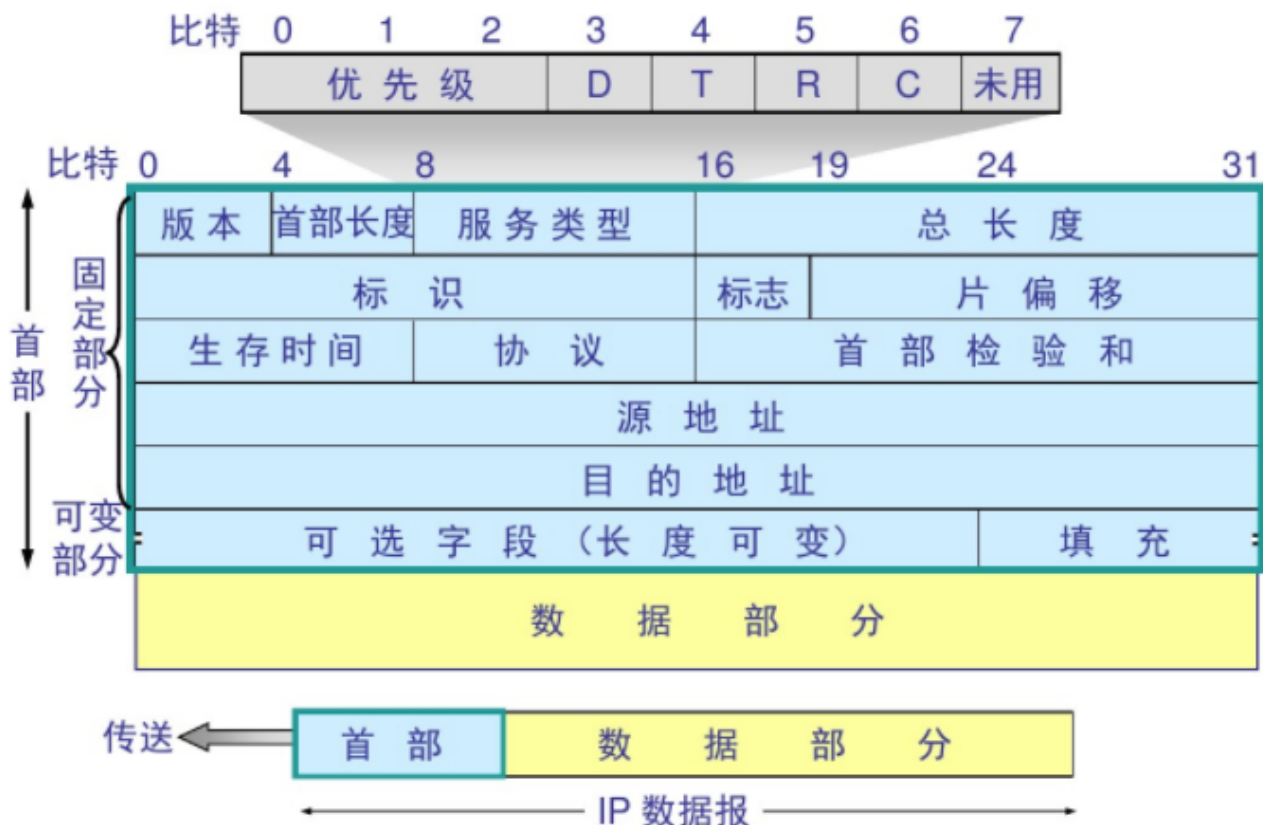 比特 0 1 2 3 4 5 6 7
优先级 D T R C 未用
比特 0 4 8 16 19 24 31
版本 首部长度 服务类型 总长度
标识 标志 片偏移
生存时间 协议 首部检验和
源地址
目的地址
可选字段（长度可变） 填充
数据部分
首部
固定部分
可变
部分
传送 首部 数据部分
IP 数据报